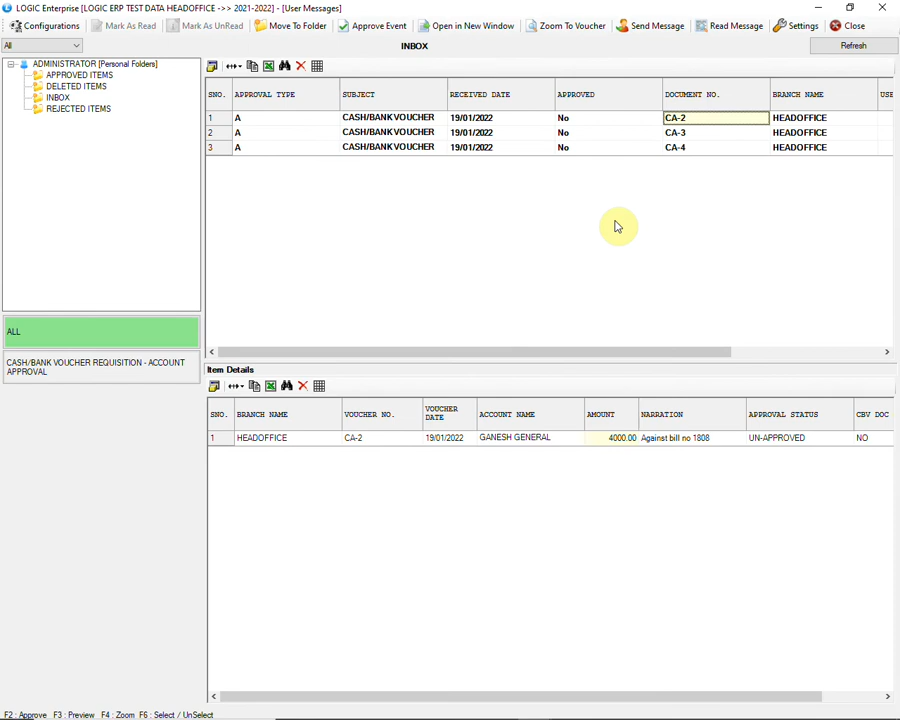 LOGIC Enterprise [LOGIC ERP TEST DATA HEADOFFICE ->> 2021-2022] - [User Messages]
Configurations Mark As Read Mark As UnRead Move To Folder Approve Event Open in New Window Zoom To Voucher Send Message Read Message Settings Close
All INBOX Refresh
ADMINISTRATOR [Personal Folders]
APPROVED ITEMS
DELETED ITEMS
INBOX
REJECTED ITEMS
ALL
CASH/BANK VOUCHER REQUISITION - ACCOUNT
APPROVAL
SNO. APPROVAL TYPE SUBJECT RECEIVED DATE APPROVED DOCUMENT NO. BRANCH NAME USE
1 A CASH/BANK VOUCHER 19/01/2022 No CA-2 HEADOFFICE
2 A CASH/BANK VOUCHER 19/01/2022 No CA-3 HEADOFFICE
3 A CASH/BANK VOUCHER 19/01/2022 No CA-4 HEADOFFICE
Item Details
SNO. BRANCH NAME VOUCHER NO. VOUCHER DATE ACCOUNT NAME AMOUNT NARRATION APPROVAL STATUS CBV DOC
1 HEADOFFICE CA-2 19/01/2022 GANESH GENERAL 4000.00 Against bill no 1808 UN-APPROVED NO
F2 : Approve F3 : Preview F4 : Zoom F6 : Select / UnSelect